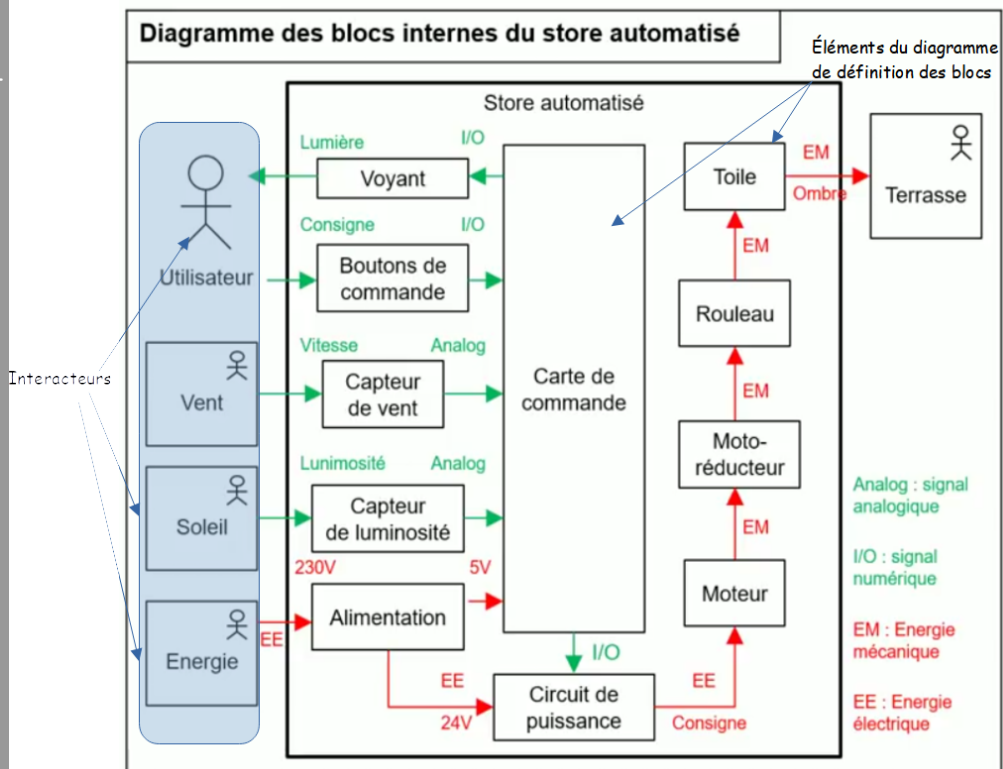 Diagramme des blocs internes du store automatisé
Éléments du diagramme
de définition des blocs
Store automatisé
Lumière
I/O
Voyant
Consigne
I/O
Utilisateur
Boutons de
commande
Interacteurs
Vitesse
Analog
Vent
Capteur
de vent
Lunimosité
Analog
Soleil
Capteur
de luminosité
230V
5V
Energie
EE
Alimentation
EE
24V
Carte de
commande
I/O
Circuit de
puissance
EE
Consigne
Moteur
EM
Moto-
réducteur
EM
Rouleau
EM
Toile
EM
Ombre
Terrasse
Analog : signal
analogique
I/O : signal
numérique
EM : Energie
mécanique
EE : Energie
électrique